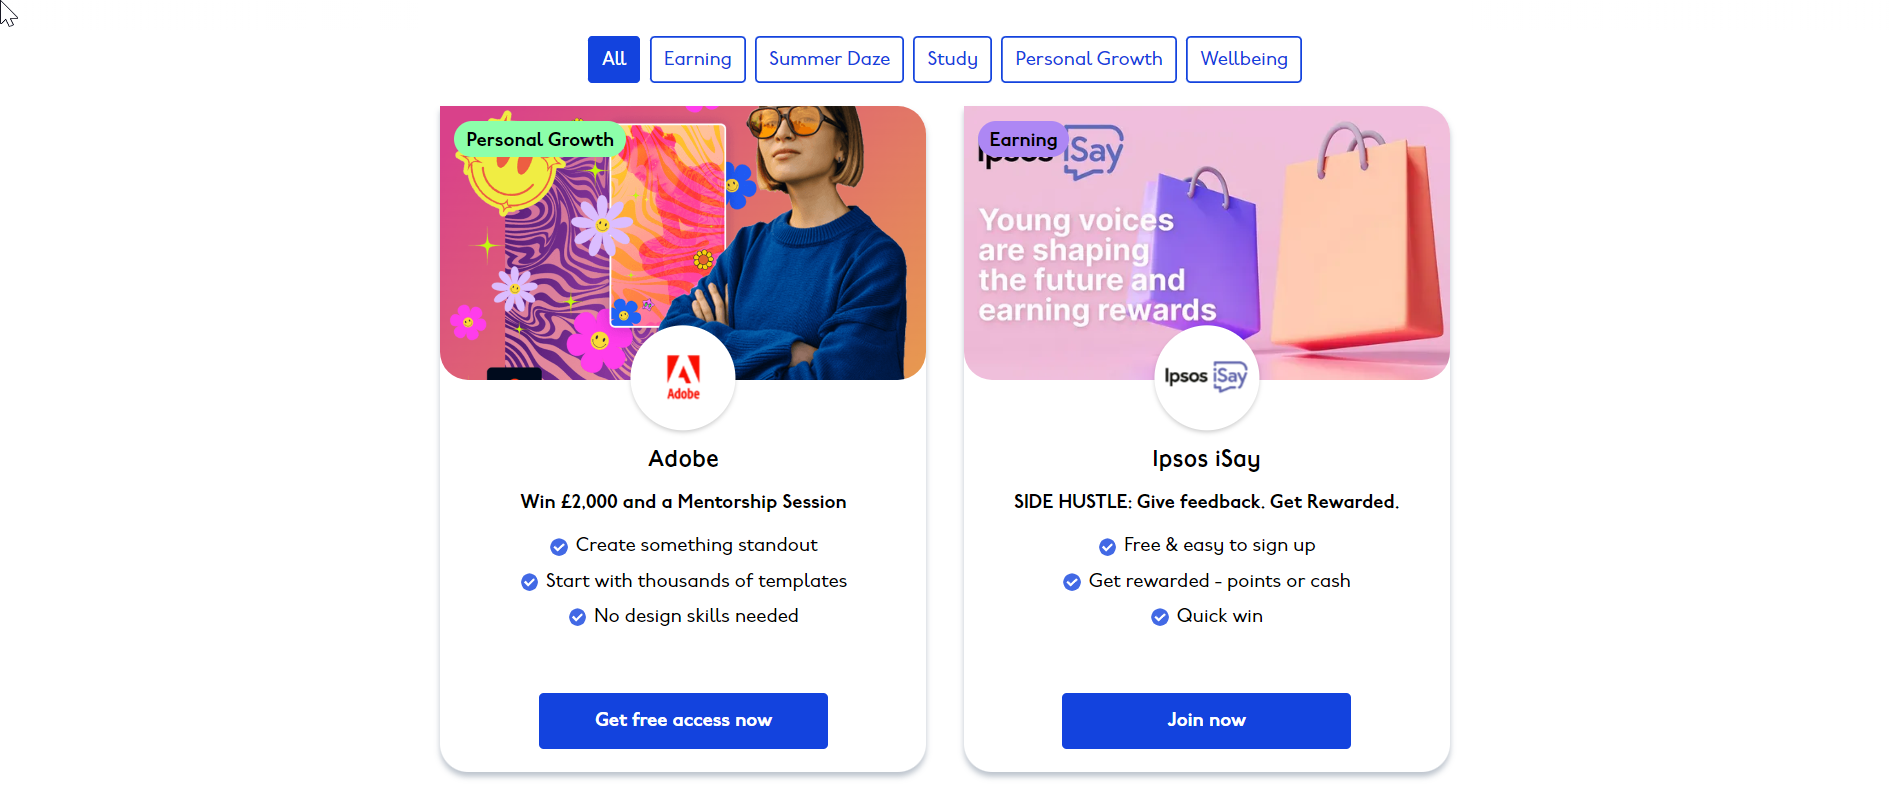 All
Earning
Summer Daze
Study
Personal Growth
Wellbeing
Personal Growth
Adobe
Adobe
Win £2,000 and a Mentorship Session
Create something standout
Start with thousands of templates
No design skills needed
Get free access now
Earning
Ipsos iSay
Young voices
are shaping
the future and
earning rewards
Ipsos iSay
Ipsos iSay
SIDE HUSTLE: Give feedback. Get Rewarded.
Free & easy to sign up
Get rewarded - points or cash
Quick win
Join now